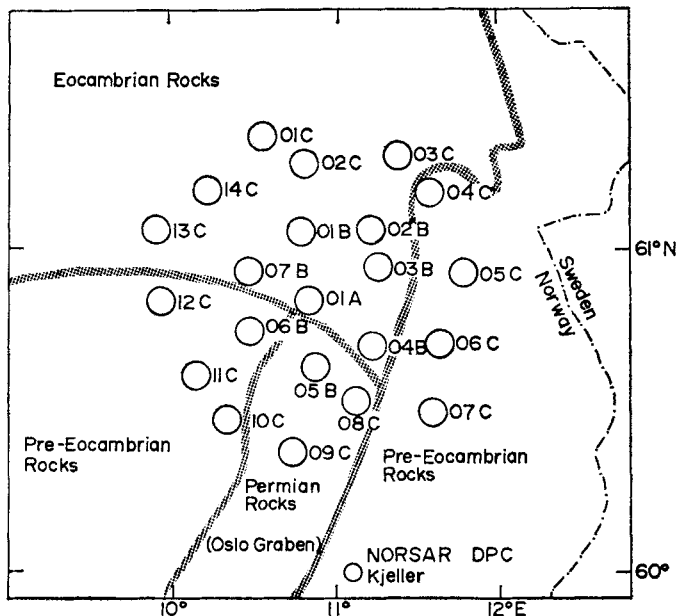 Eocambrian Rocks
01C
02C
03C
14C
04C
13C
01B
02B
61°N
07B
03B
05C
Sweden
Norway
12C
01A
06B
04B
06C
11C
05B
10C
08C
07C
09C
Pre-Eocambrian
Rocks
Pre-Eocambrian
Rocks
Permian
Rocks
(Oslo Graben)
NORSAR DPC
Kjeller
60°
10°
11°
12°E